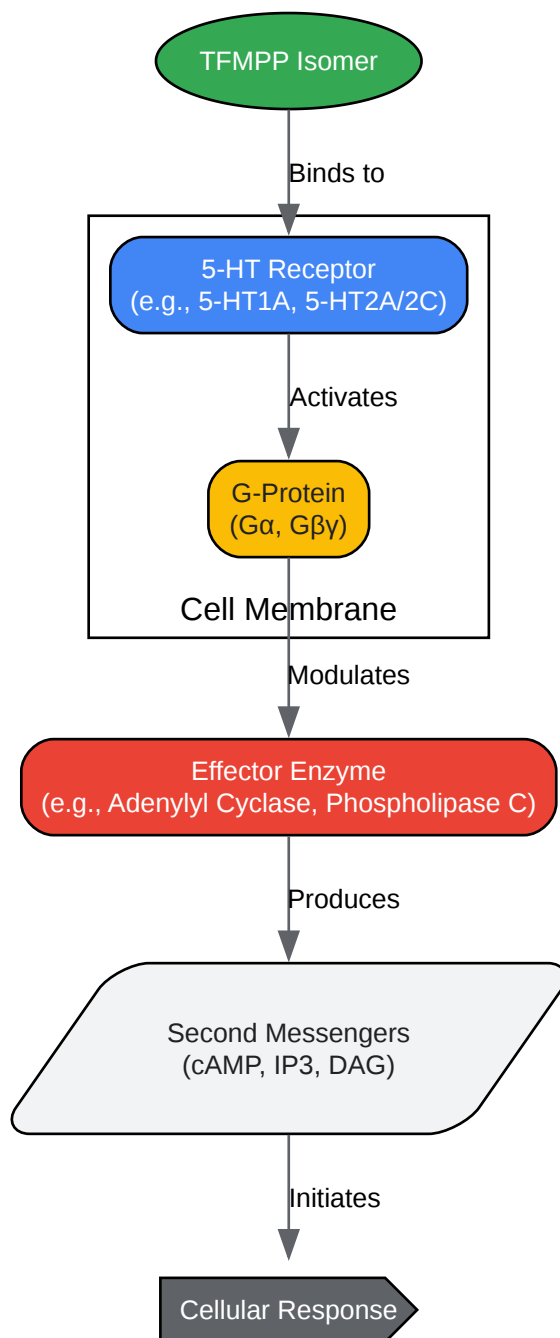 TFMPP Isomer
Binds to
5-HT Receptor
(e.g., 5-HT1A, 5-HT2A/2C)
Activates
G-Protein
(Gα, Gβγ)
Cell Membrane
Modulates
Effector Enzyme
(e.g., Adenylyl Cyclase, Phospholipase C)
Produces
Second Messengers
(cAMP, IP3, DAG)
Initiates
Cellular Response